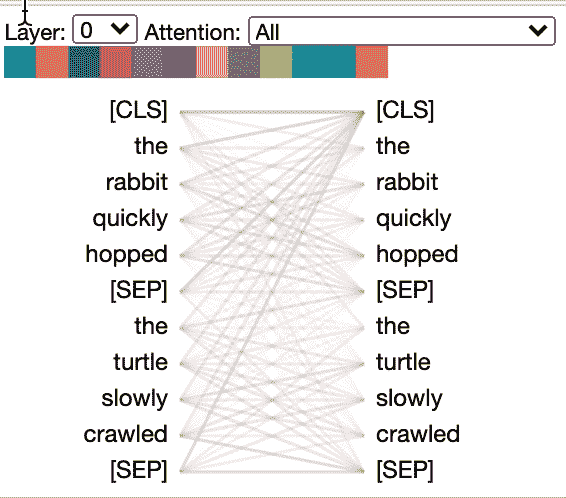 Layer: 0 Attention: All
[CLS] [CLS]
the the
rabbit rabbit
quickly quickly
hopped hopped
[SEP] [SEP]
the the
turtle turtle
slowly slowly
crawled crawled
[SEP] [SEP]